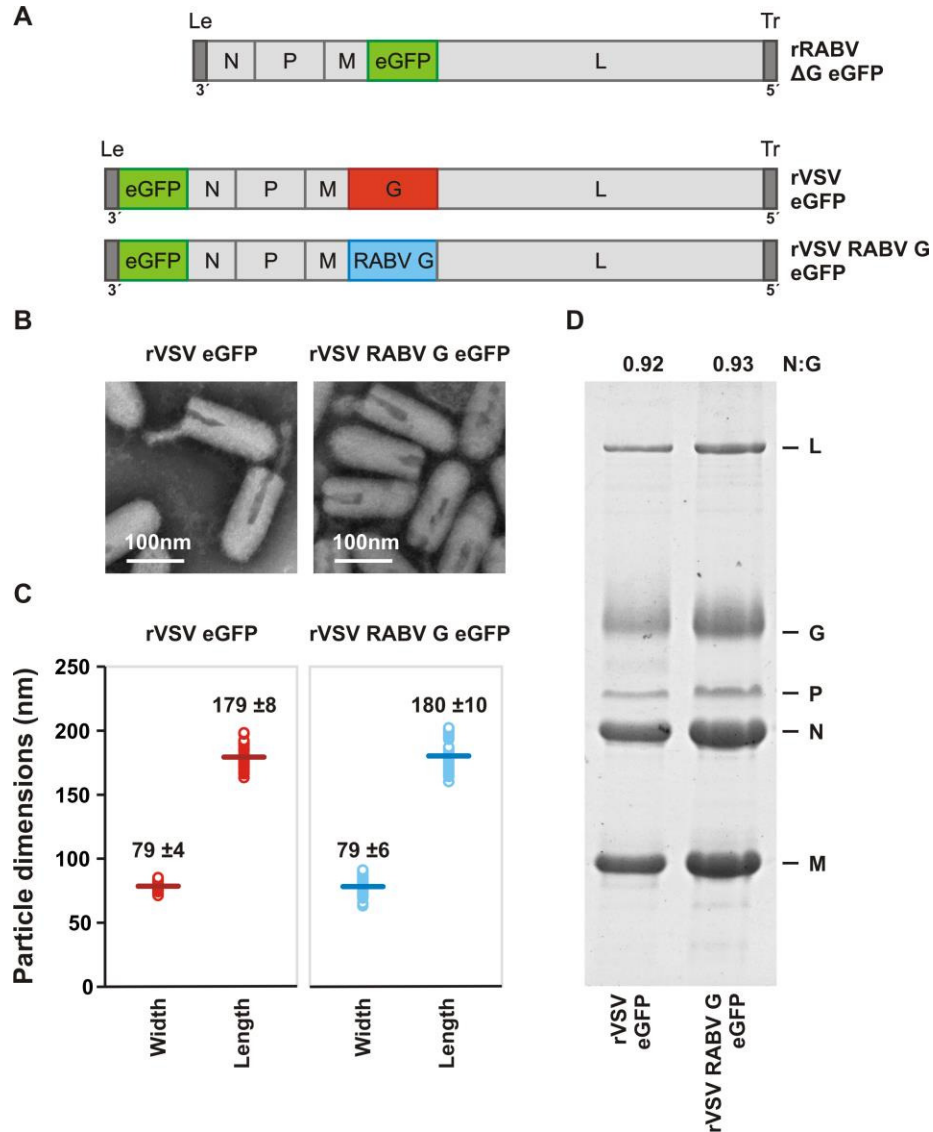 A
Le Tr
N P M eGFP L
rRABV
ΔG eGFP
3´ 5´
Le Tr
eGFP N P M G L
rVSV
eGFP
3´ 5´
eGFP N P M RABV G L
rVSV RABV G
eGFP
3´ 5´
B
rVSV eGFP rVSV RABV G eGFP
100nm 100nm
C
rVSV eGFP rVSV RABV G eGFP
Particle dimensions (nm)
250
200
150
100
50
0
179 ±8
79 ±4
180 ±10
79 ±6
Width
Length
Width
Length
D
0.92 0.93 N:G
L
G
P
N
M
rVSV
eGFP
rVSV RABV G
eGFP